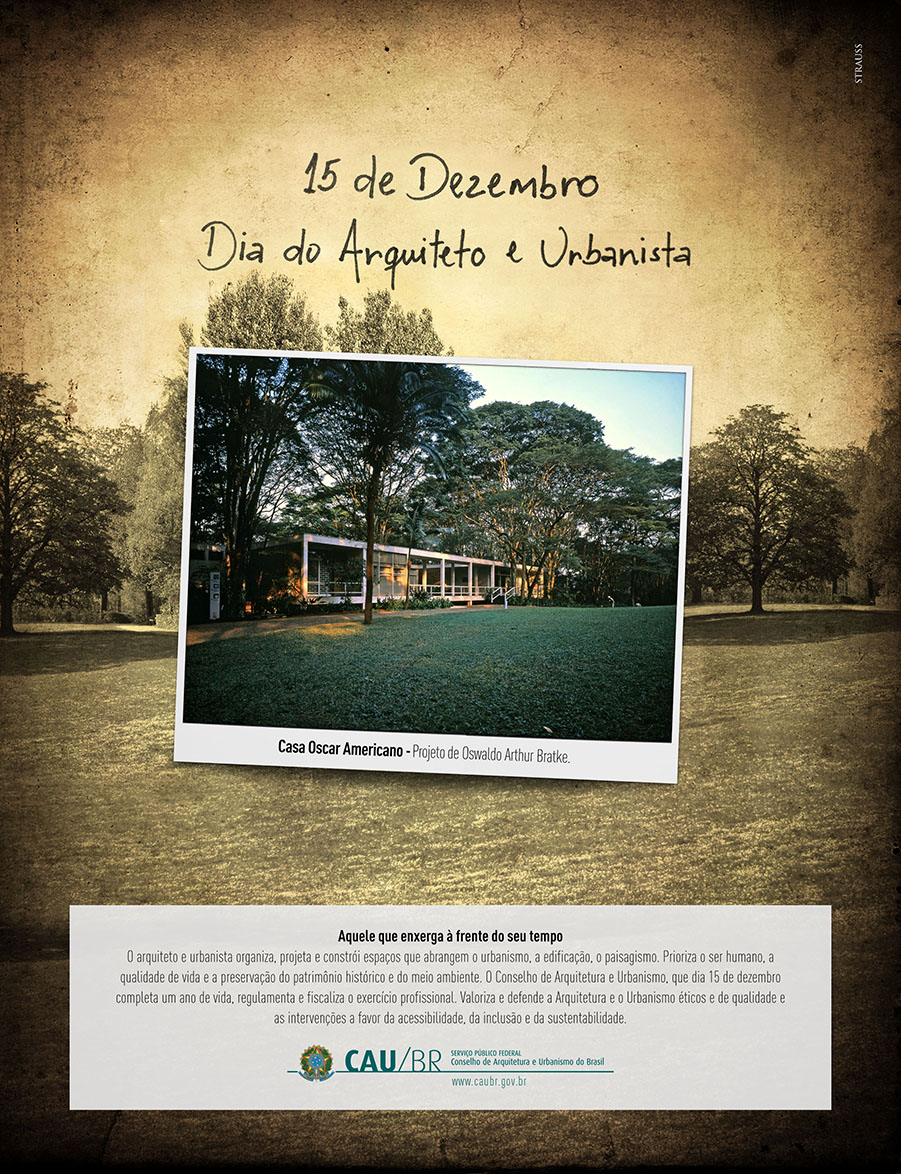 STRAUSS
15 de Dezembro
Dia do Arquiteto e Urbanista
Casa Oscar Americano - Projeto de Oswaldo Arthur Bratke.
Aquele que enxerga à frente do seu tempo
O arquiteto e urbanista organiza, projeta e constrói espaços que abrangem o urbanismo, a edificação, o paisagismo. Prioriza o ser humano, a
qualidade de vida e a preservação do patrimônio histórico e do meio ambiente. O Conselho de Arquitetura e Urbanismo, que dia 15 de dezembro
completa um ano de vida, regulamenta e fiscaliza o exercício profissional. Valoriza e defende a Arquitetura e o Urbanismo éticos e de qualidade e
as intervenções a favor da acessibilidade, da inclusão e da sustentabilidade.
CAU/BR
SERVIÇO PÚBLICO FEDERAL
Conselho de Arquitetura e Urbanismo do Brasil
www.caubr.gov.br